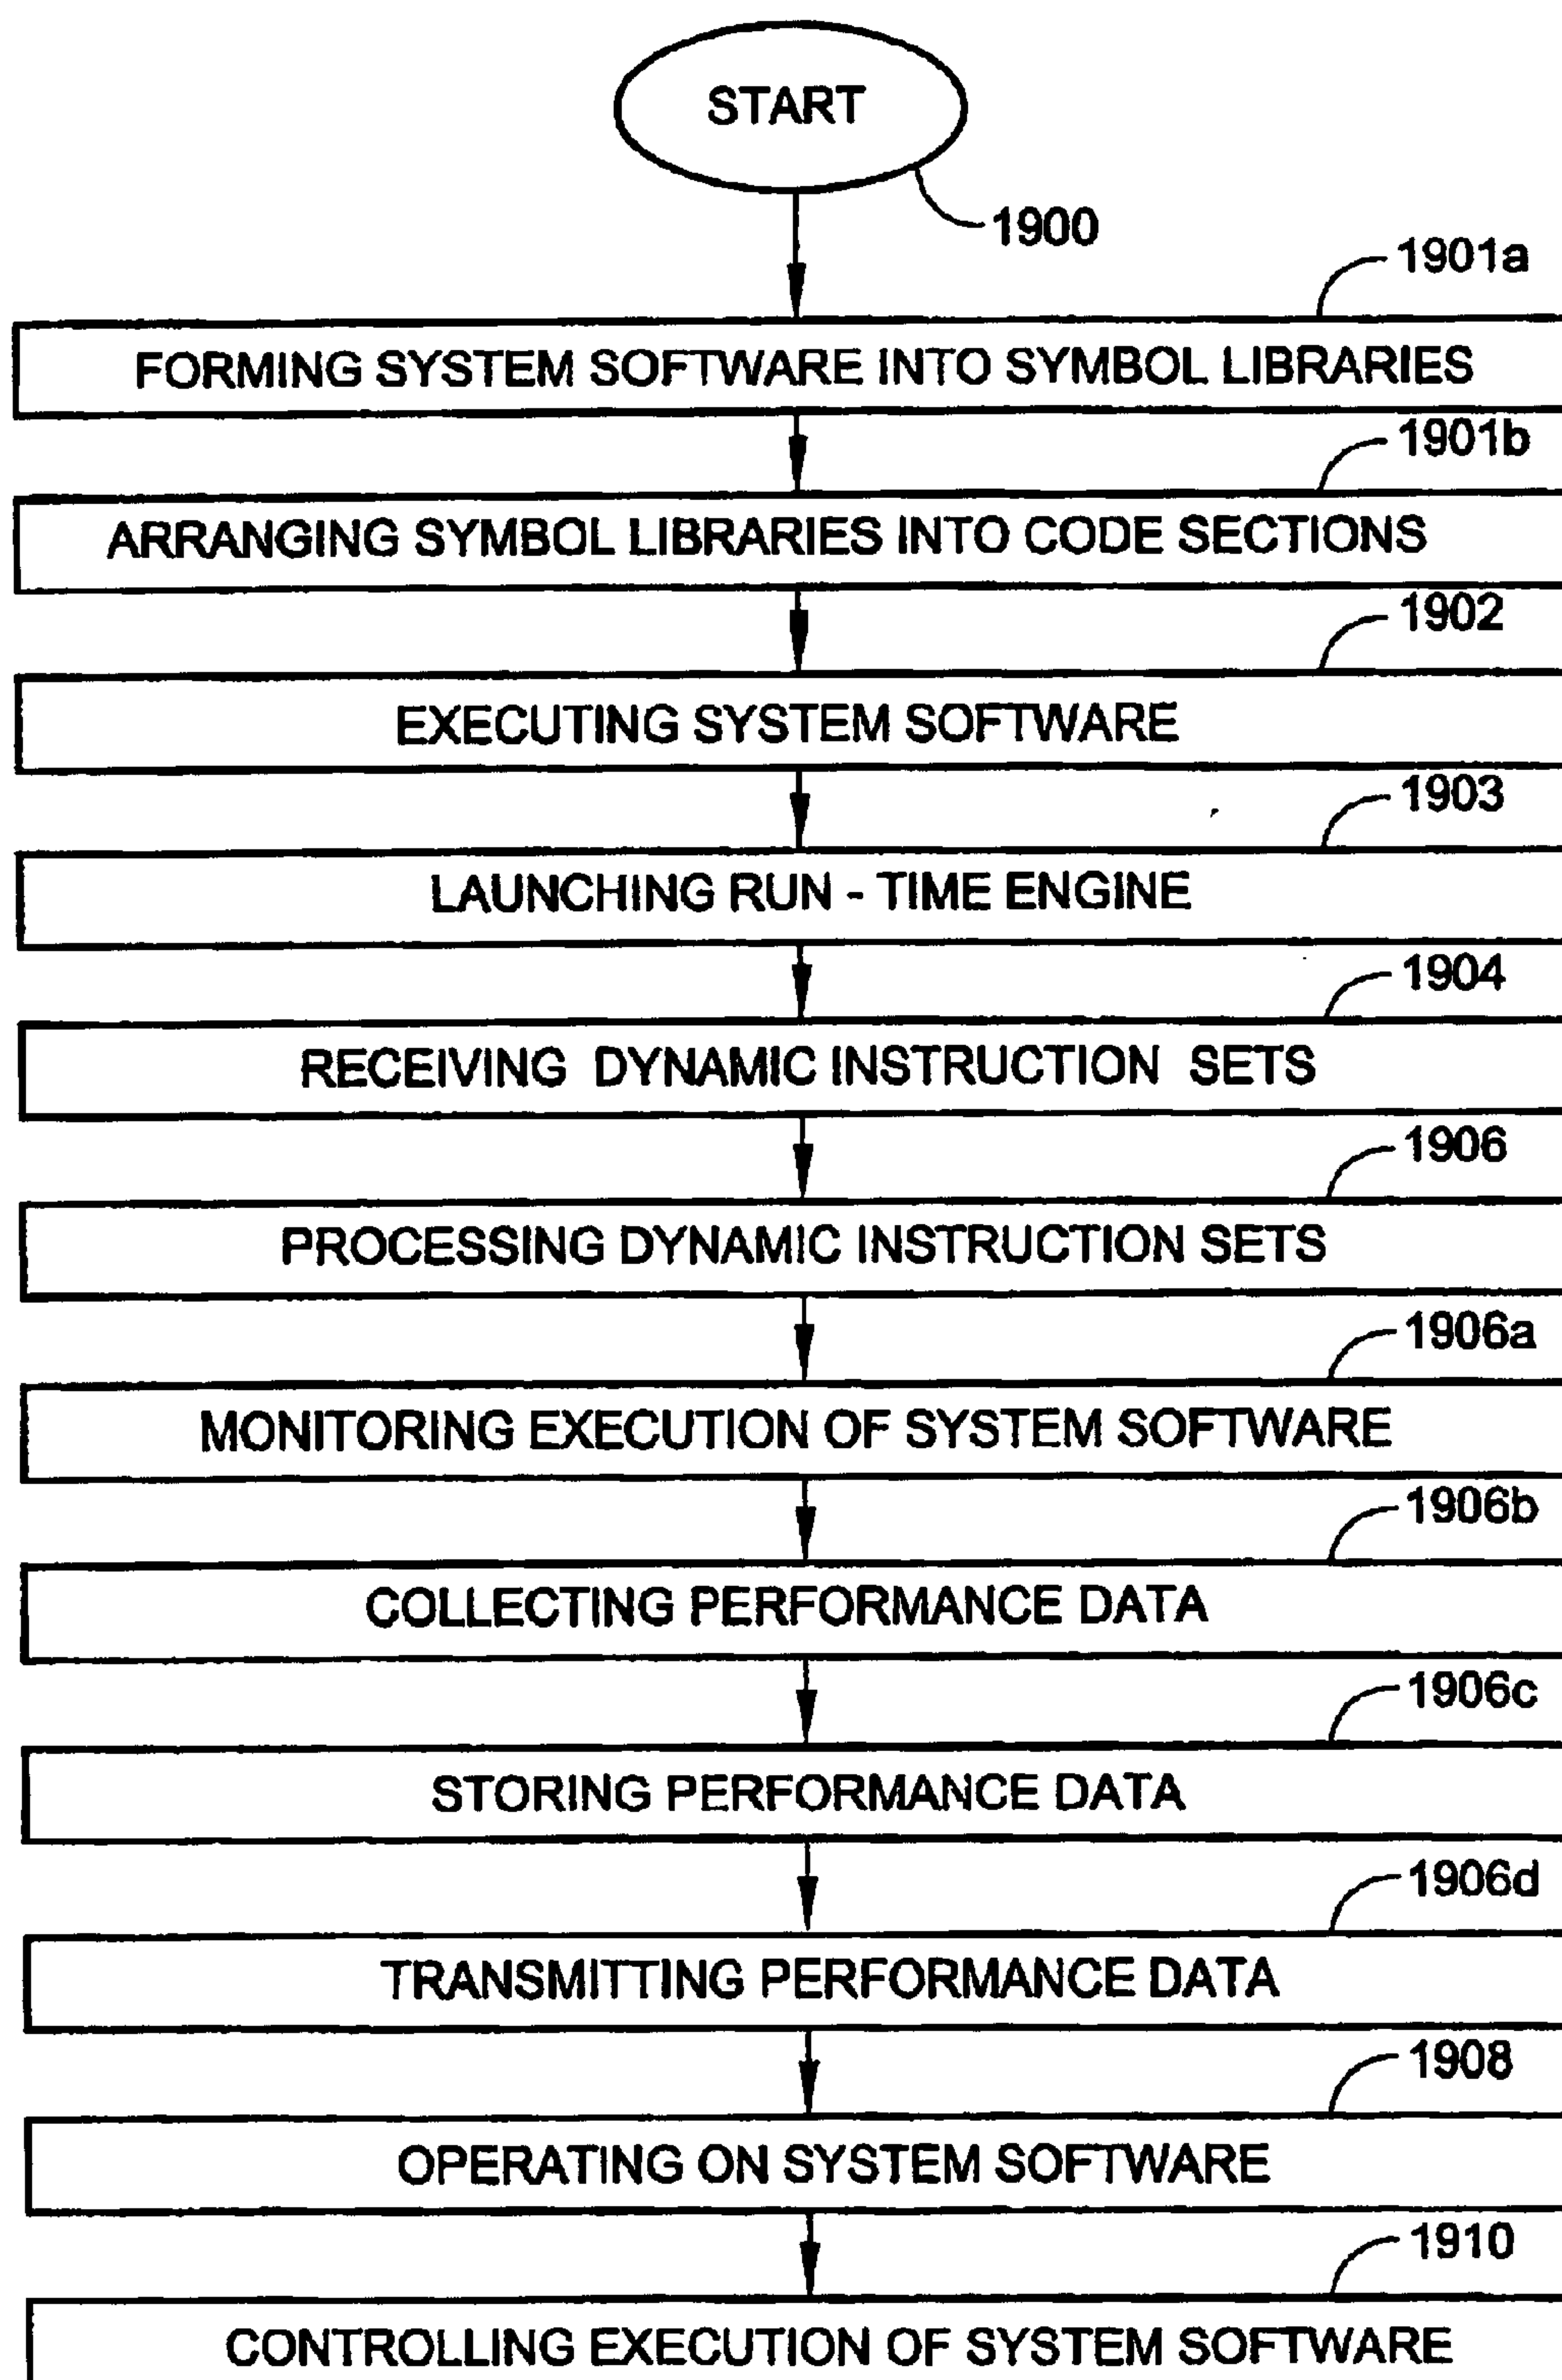 START
1900
1901a
FORMING SYSTEM SOFTWARE INTO SYMBOL LIBRARIES
1901b
ARRANGING SYMBOL LIBRARIES INTO CODE SECTIONS
1902
EXECUTING SYSTEM SOFTWARE
1903
LAUNCHING RUN - TIME ENGINE
1904
RECEIVING DYNAMIC INSTRUCTION SETS
1906
PROCESSING DYNAMIC INSTRUCTION SETS
1906a
MONITORING EXECUTION OF SYSTEM SOFTWARE
1906b
COLLECTING PERFORMANCE DATA
1906c
STORING PERFORMANCE DATA
1906d
TRANSMITTING PERFORMANCE DATA
1908
OPERATING ON SYSTEM SOFTWARE
1910
CONTROLLING EXECUTION OF SYSTEM SOFTWARE